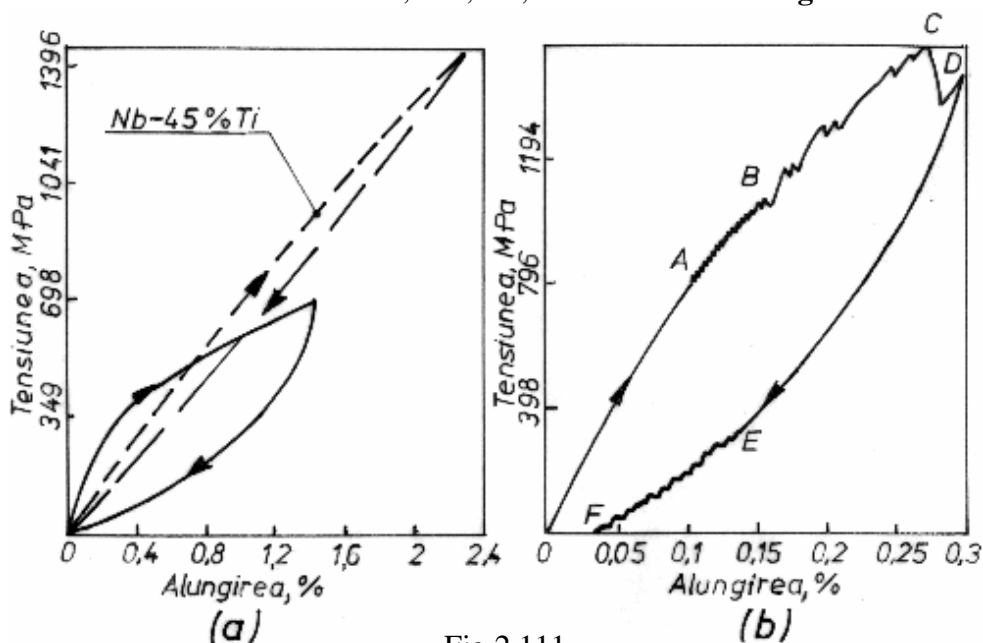 C
D
B
A
E
F
Nb-45%Ti
Tensiunea, MPa
1396
1041
698
349
0
0,4
0,8
1,2
1,6
2
2,4
Alungirea, %
(a)
Tensiunea, MPa
1194
796
398
0
0,05
0,1
0,15
0,2
0,25
0,3
Alungirea, %
(b)